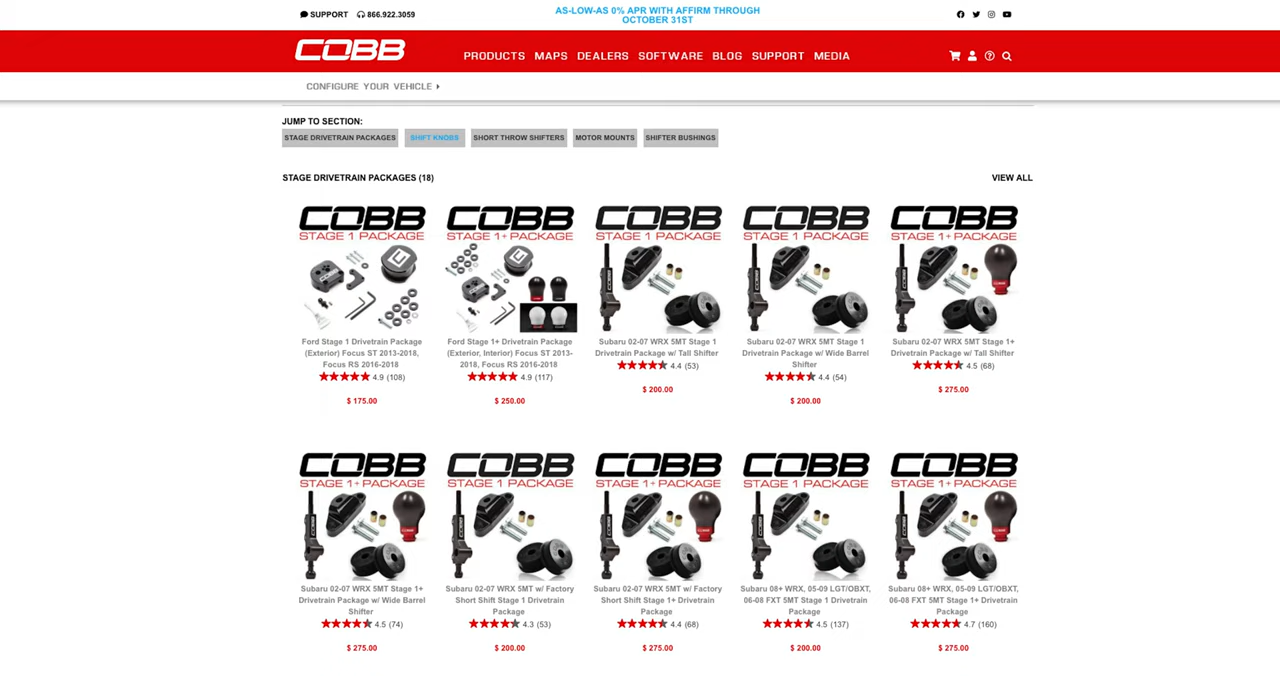 SUPPORT 866.922.3059
AS-LOW-AS 0% APR WITH AFFIRM THROUGH
OCTOBER 31ST
COBB
PRODUCTS MAPS DEALERS SOFTWARE BLOG SUPPORT MEDIA
CONFIGURE YOUR VEHICLE
JUMP TO SECTION:
STAGE DRIVETRAIN PACKAGES SHIFT KNOBS SHORT THROW SHIFTERS MOTOR MOUNTS SHIFTER BUSHINGS
STAGE DRIVETRAIN PACKAGES (18) VIEW ALL
COBB
STAGE 1 PACKAGE
Ford Stage 1 Drivetrain Package
(Exterior) Focus ST 2013-2018,
Focus RS 2016-2018
4.9 (108)
$ 175.00
COBB
STAGE 1+ PACKAGE
Ford Stage 1+ Drivetrain Package
(Exterior, Interior) Focus ST 2013-
2018, Focus RS 2016-2018
4.9 (117)
$ 250.00
COBB
STAGE 1 PACKAGE
COBB
Subaru 02-07 WRX 5MT Stage 1
Drivetrain Package w/ Tall Shifter
4.4 (53)
$ 200.00
COBB
STAGE 1 PACKAGE
COBB
Subaru 02-07 WRX 5MT Stage 1
Drivetrain Package w/ Wide Barrel
Shifter
4.4 (54)
$ 200.00
COBB
STAGE 1+ PACKAGE
COBB
Subaru 02-07 WRX 5MT Stage 1+
Drivetrain Package w/ Tall Shifter
4.5 (68)
$ 275.00
COBB
STAGE 1+ PACKAGE
COBB
Subaru 02-07 WRX 5MT Stage 1+
Drivetrain Package w/ Wide Barrel
Shifter
4.5 (74)
$ 275.00
COBB
STAGE 1 PACKAGE
COBB
Subaru 02-07 WRX 5MT w/ Factory
Short Shift Stage 1 Drivetrain
Package
4.3 (53)
$ 200.00
COBB
STAGE 1+ PACKAGE
COBB
Subaru 02-07 WRX 5MT w/ Factory
Short Shift Stage 1+ Drivetrain
Package
4.4 (68)
$ 275.00
COBB
STAGE 1 PACKAGE
COBB
Subaru 08+ WRX, 05-09 LGT/OBXT,
06-08 FXT 5MT Stage 1 Drivetrain
Package
4.5 (137)
$ 200.00
COBB
STAGE 1+ PACKAGE
COBB
Subaru 08+ WRX, 05-09 LGT/OBXT,
06-08 FXT 5MT Stage 1+ Drivetrain
Package
4.7 (160)
$ 275.00